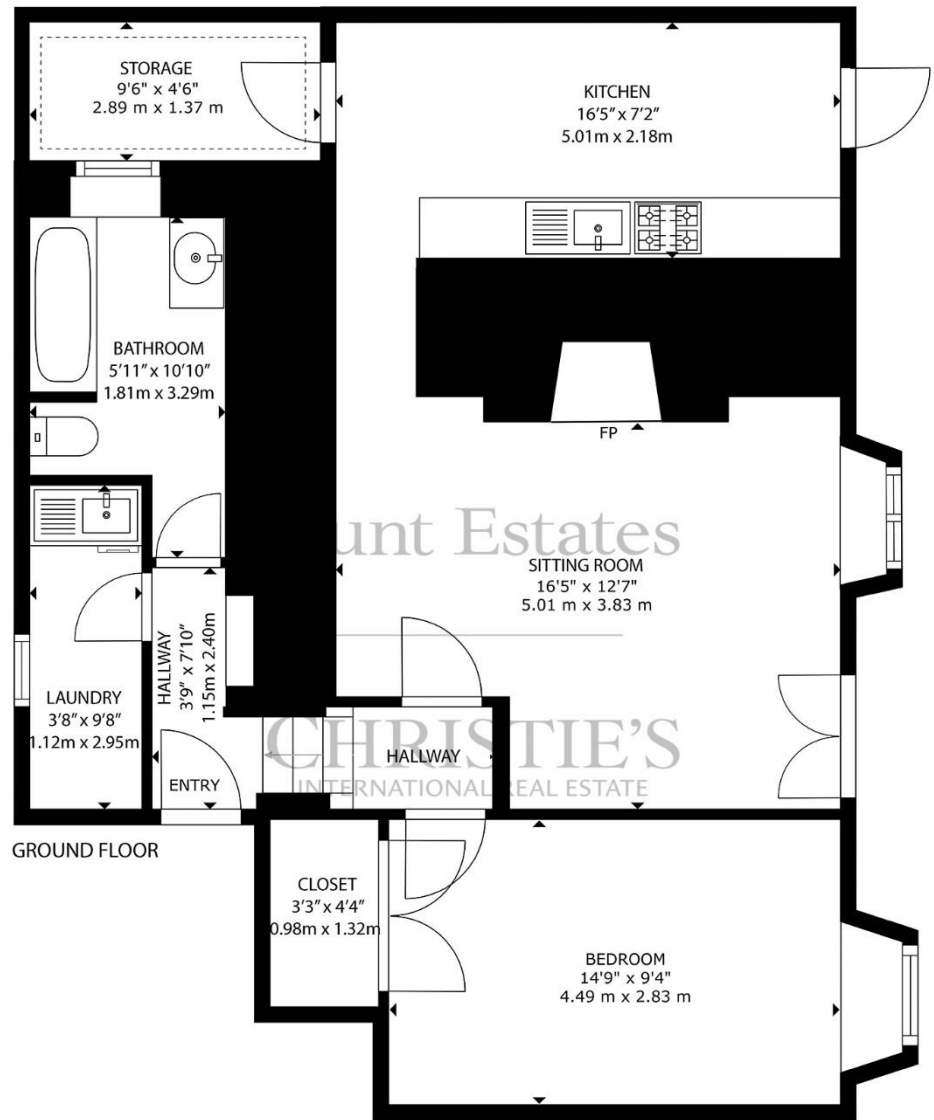 STORAGE
9'6" x 4'6"
2.89 m x 1.37 m
KITCHEN
16'5" x 7'2"
5.01m x 2.18m
BATHROOM
5'11" x 10'10"
1.81m x 3.29m
FP
unt Estates
SITTING ROOM
16'5" x 12'7"
5.01 m x 3.83 m
HALLWAY
3'9" x 7'10"
1.15m x 2.40m
LAUNDRY
3'8" x 9'8"
1.12m x 2.95m
CHRISTIE'S
INTERNATIONAL REAL ESTATE
HALLWAY
ENTRY
GROUND FLOOR
CLOSET
3'3" x 4'4"
0.98m x 1.32m
BEDROOM
14'9" x 9'4"
4.49 m x 2.83 m